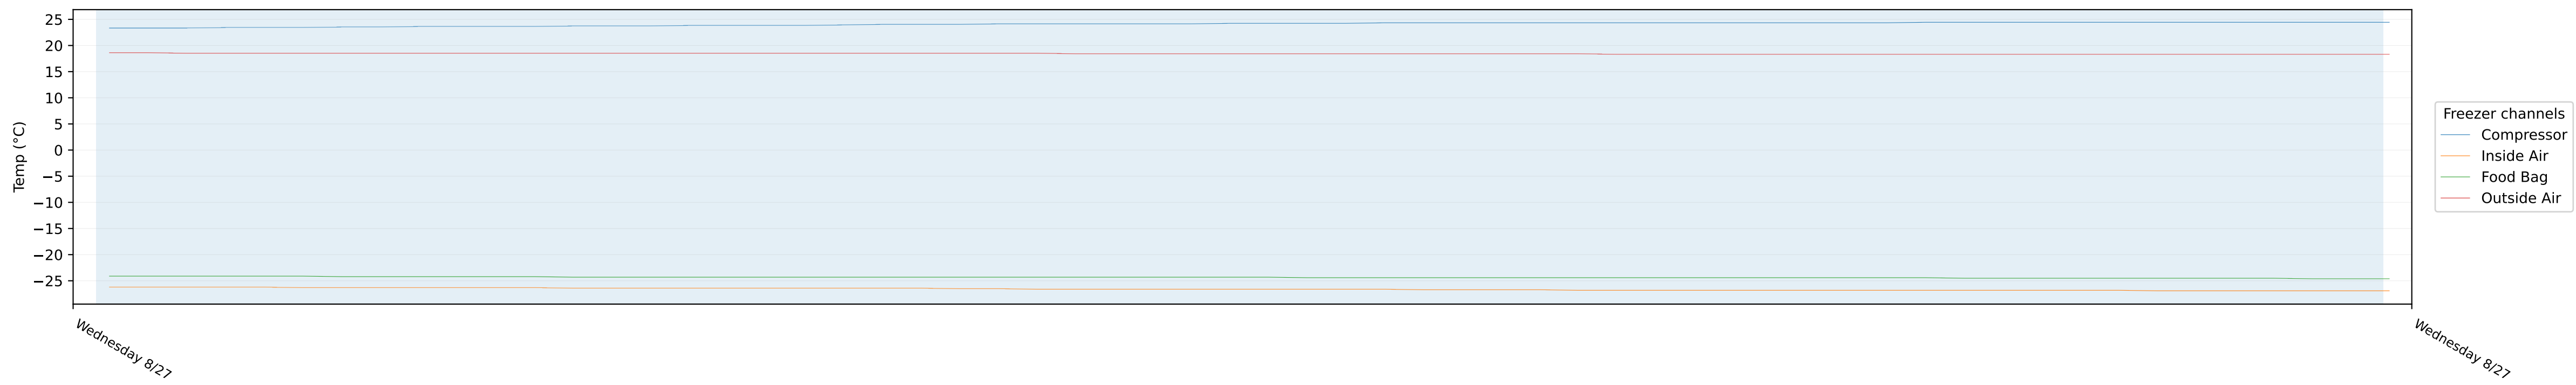 Temp (°C)
25
20
15
10
5
0
−5
−10
−15
−20
−25
Wednesday 8/27
Wednesday 8/27
Freezer channels
Compressor
Inside Air
Food Bag
Outside Air